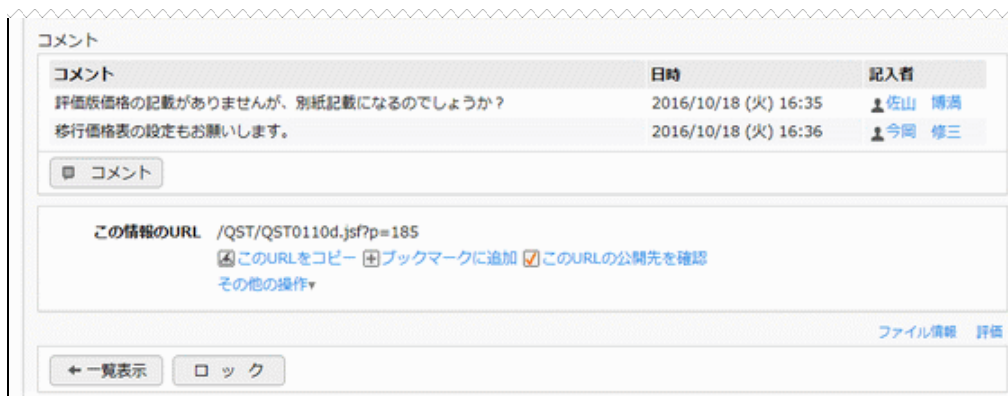 コメント
コメント 日時 記入者
評価版価格の記載がありませんが、別紙記載になるのでしょうか？ 2016/10/18 (火) 16:35 佐山 博満
移行価格表の設定もお願いします。 2016/10/18 (火) 16:36 今岡 修三
コメント
この情報のURL /QST/QST0110d.jsf?p=185
このURLをコピー ブックマークに追加 このURLの公開先を確認
その他の操作▾
ファイル情報 評価
一覧表示 ロック